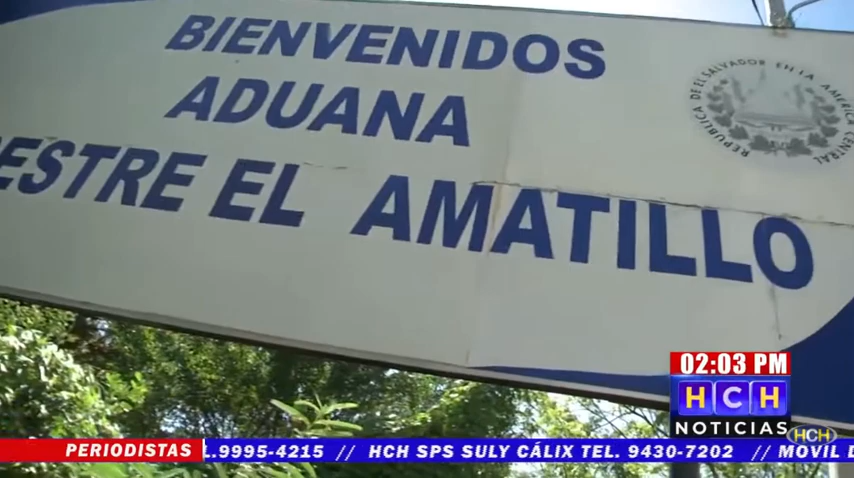 BIENVENIDOS
ADUANA
ESTRE EL AMATILLO
REPUBLICA DE EL SALVADOR EN LA AMERICA CENTRAL
02:03 PM
HCH
NOTICIAS
HCH
PERIODISTAS
L.9995-4215 // HCH SPS SULY CÁLIX TEL. 9430-7202 // MÓVIL D